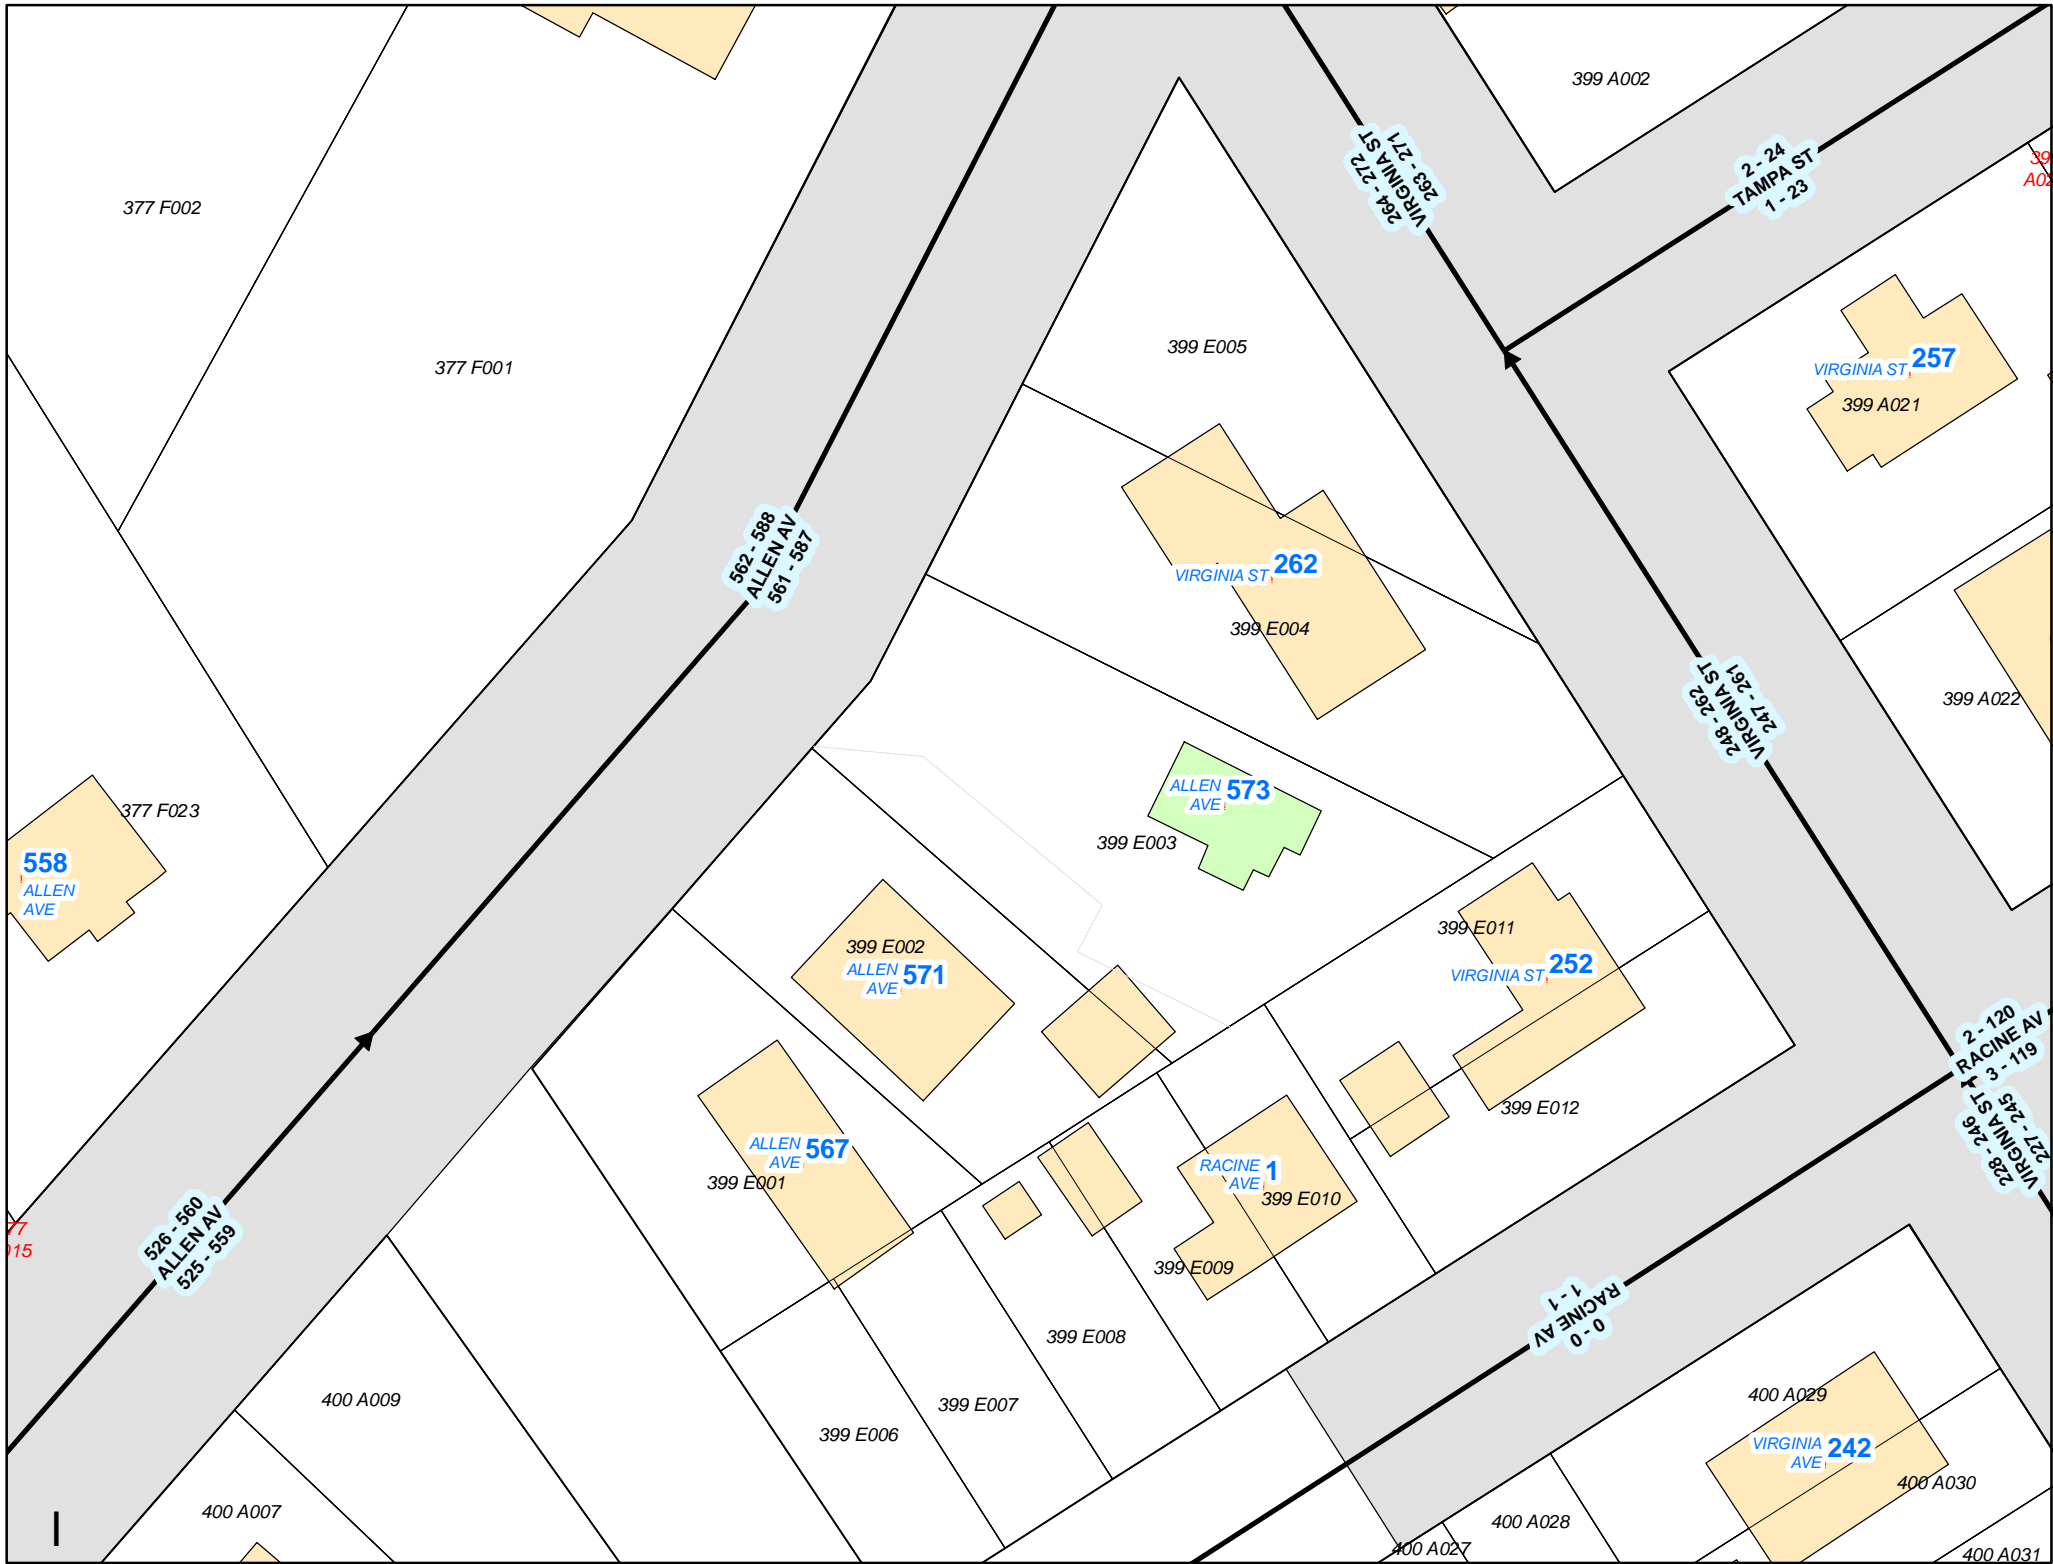 399 A002
377 F002
264 - 272
VIRGINIA ST
263 - 271
2 - 24
TAMPA ST
1 - 23
377 F001
399 E005
VIRGINIA ST 257
399 A021
562 - 588
ALLEN AV
561 - 587
VIRGINIA ST 262
399 E004
248 - 262
VIRGINIA ST
247 - 261
399 A022
377 F023
558
ALLEN
AVE
ALLEN 573
AVE
399 E003
399 E002
ALLEN 571
AVE
399 E011
VIRGINIA ST 252
2 - 120
RACINE AV
3 - 119
228 - 246
VIRGINIA ST
227 - 245
399 E012
ALLEN 567
AVE
399 E001
RACINE 1
AVE
399 E010
526 - 560
ALLEN AV
525 - 559
399 E009
0 - 0
RACINE AV
1 - 1
399 E008
399 E007
399 E006
400 A009
400 A007
400 A029
VIRGINIA 242
AVE
400 A030
400 A028
400 A027
400 A031